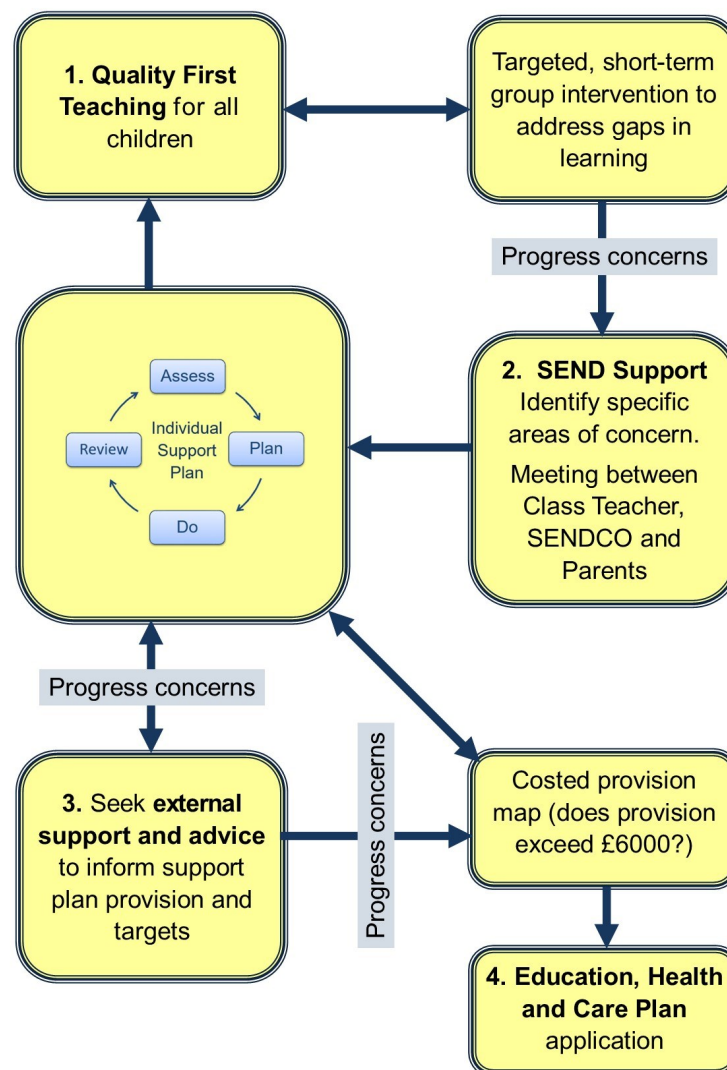 1. Quality First
Teaching for all
children
Targeted, short-term
group intervention to
address gaps in
learning
Progress concerns
2. SEND Support
Identify specific
areas of concern.
Meeting between
Class Teacher,
SENDCO and
Parents
Assess
Individual
Support
Plan
Plan
Do
Review
Progress concerns
3. Seek external
support and advice
to inform support
plan provision and
targets
Progress concerns
Costed provision
map (does provision
exceed £6000?)
4. Education, Health
and Care Plan
application